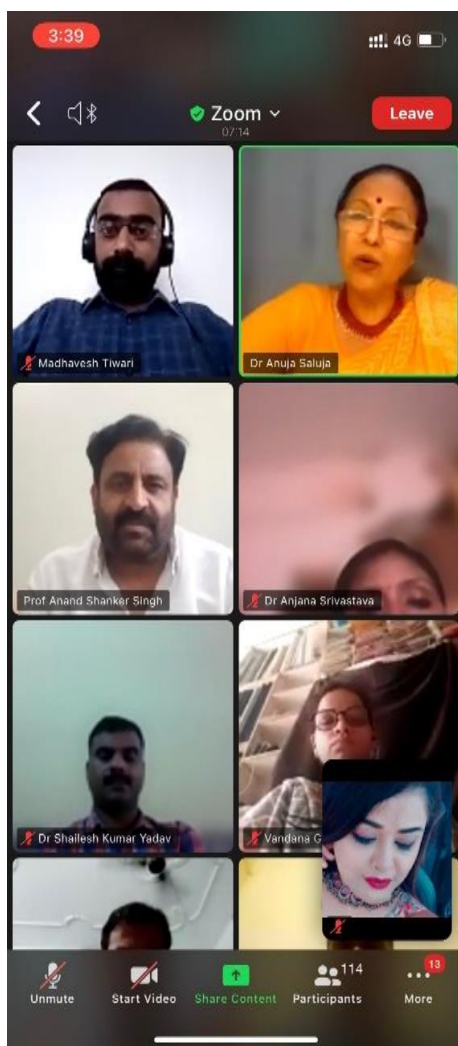 3:39
4G
Zoom
Leave
07:14
Madhavesh Tiwari
Dr Anuja Saluja
Prof Anand Shanker Singh
Dr Anjana Srivastava
Dr Shailesh Kumar Yadav
Vandana G
114
13
Unmute
Start Video
Share Content
Participants
More